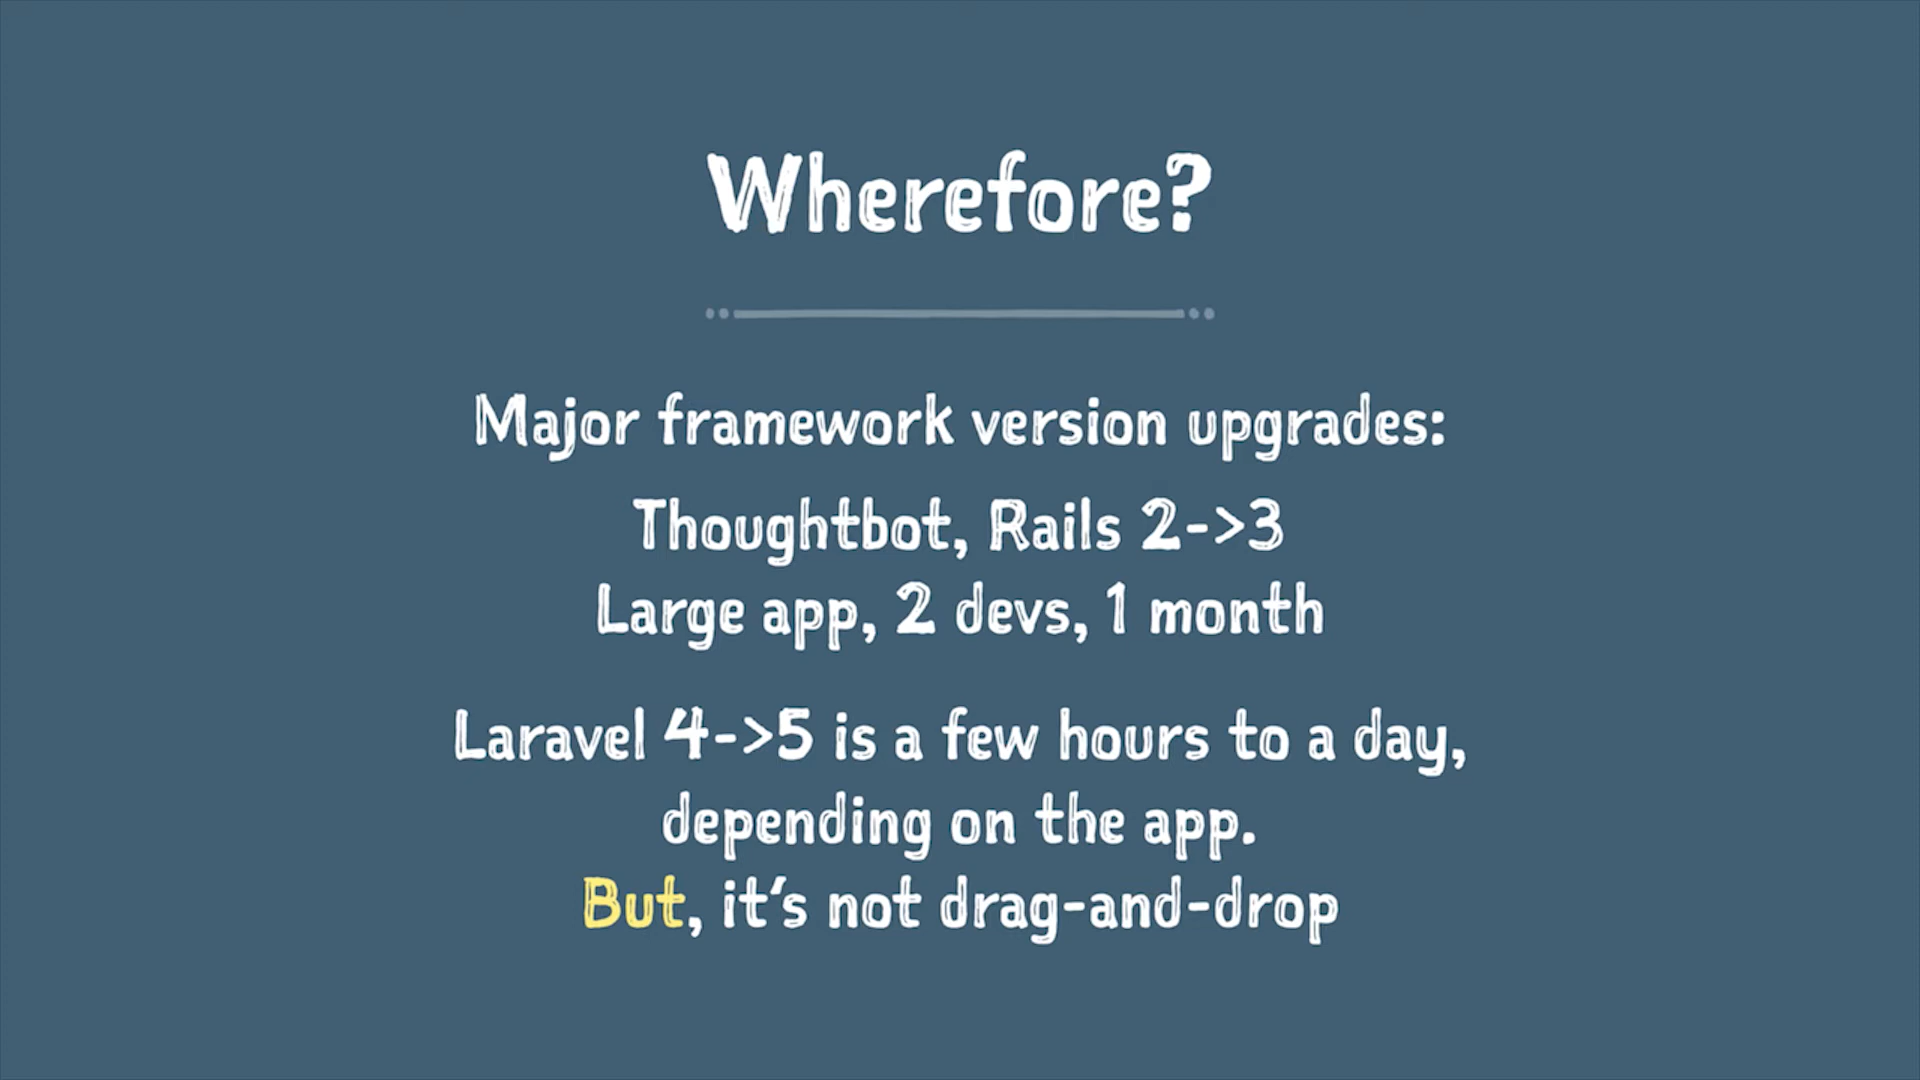 Wherefore?
Major framework version upgrades:
Thoughtbot, Rails 2->3
Large app, 2 devs, 1 month
Laravel 4->5 is a few hours to a day,
depending on the app.
But, it's not drag-and-drop